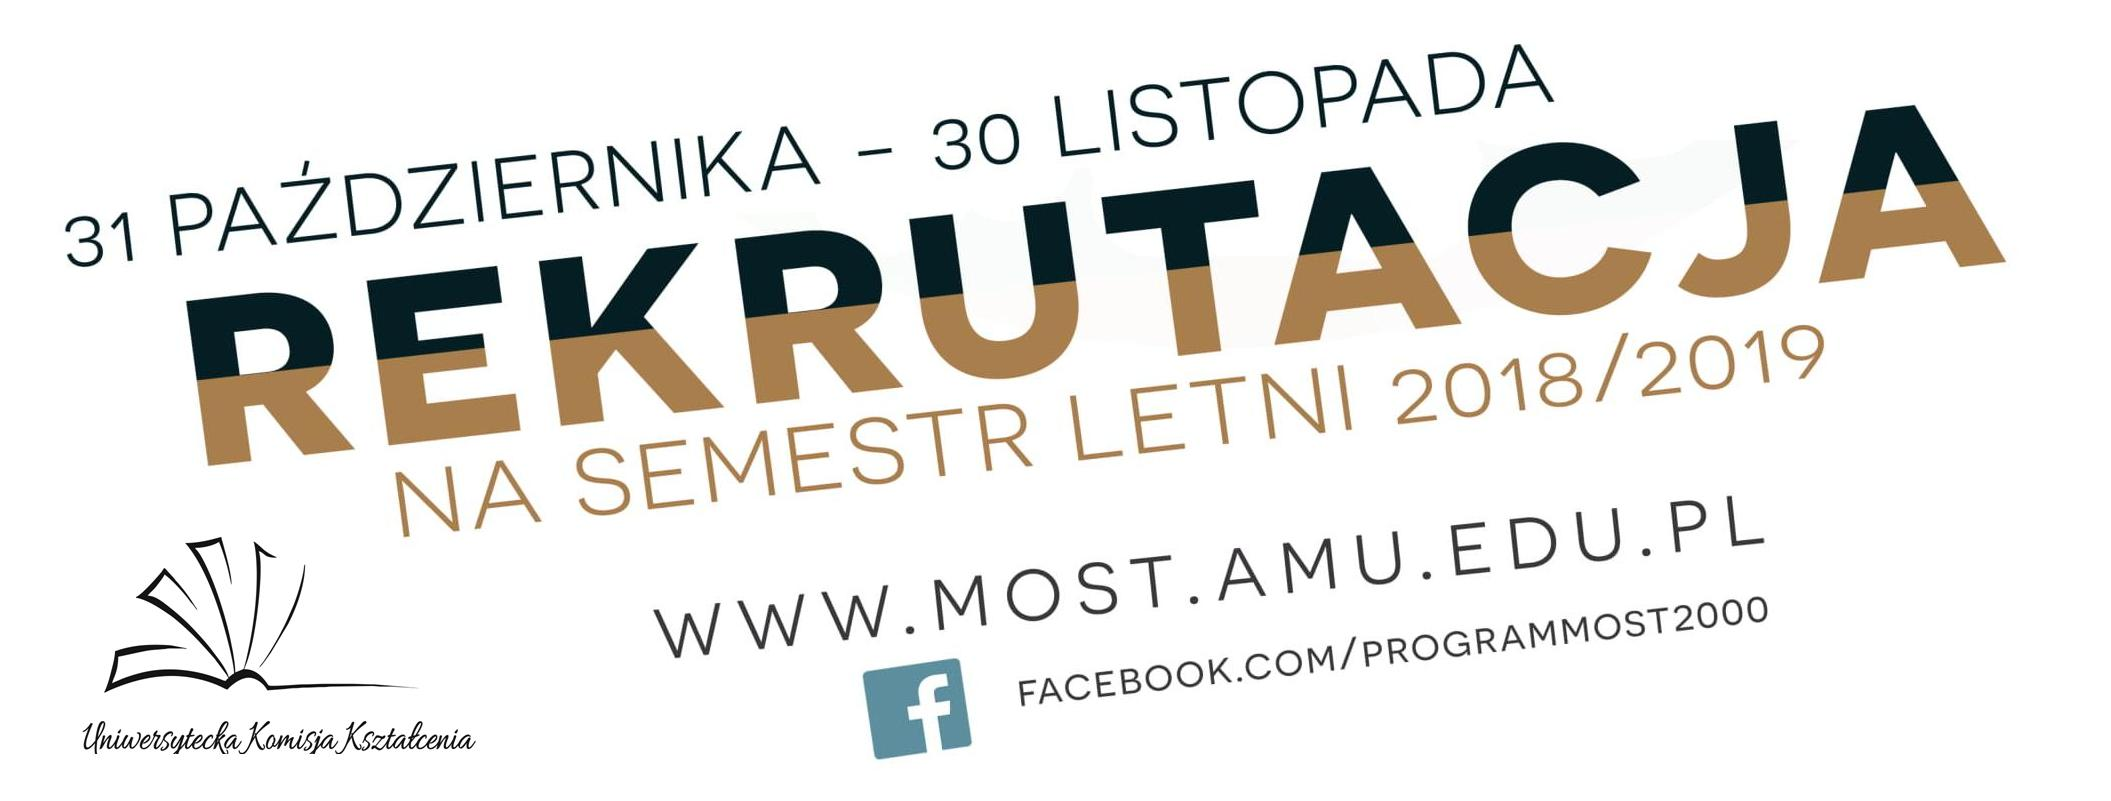 31 PAŹDZIERNIKA - 30 LISTOPADA
REKRUTACJA
NA SEMESTR LETNI 2018/2019
WWW.MOST.AMU.EDU.PL
f FACEBOOK.COM/PROGRAMMOST2000
Uniwersytecka Komisja Kształcenia